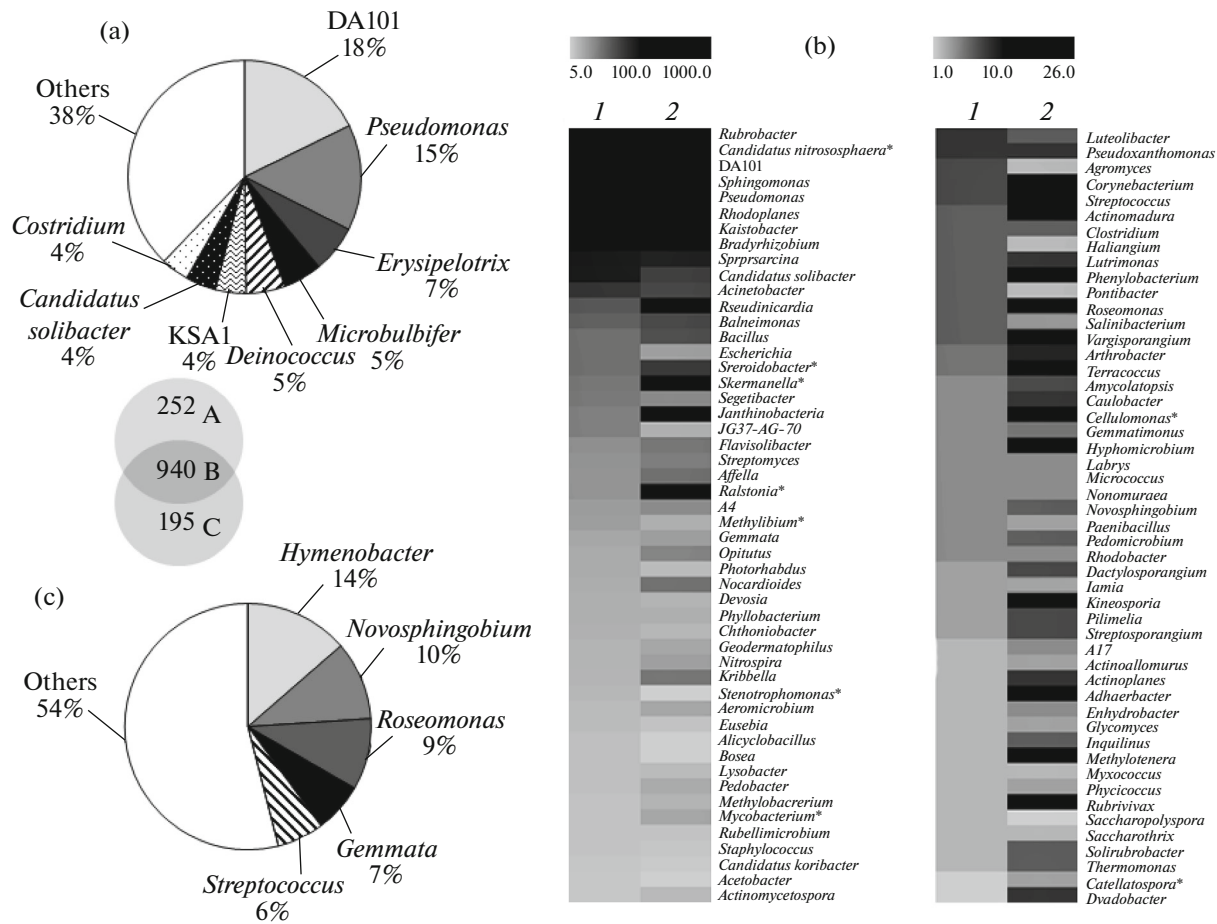 (a)
DA101
18%
Others
38%
Pseudomonas
15%
Costridium
4%
Erysipelotrix
7%
Candidatus
solibacter
4%
KSA1
4%
Deinococcus
5%
Microbulbifer
5%
252 A
940 B
195 C
(c)
Hymenobacter
14%
Novosphingobium
10%
Others
54%
Roseomonas
9%
Gemmata
7%
Streptococcus
6%
(b)
5.0 100.0 1000.0
1 2
Rubrobacter
Candidatus nitrososphaera*
DA101
Sphingomonas
Pseudomonas
Rhodoplanes
Kaistobacter
Bradyrhizobium
Sprprsarcina
Candidatus solibacter
Acinetobacter
Rseudinicardia
Balneimonas
Bacillus
Escherichia
Sreroidobacter*
Skermanella*
Segetibacter
Janthinobacteria
JG37-AG-70
Flavisolibacter
Streptomyces
Affella
Ralstonia*
A4
Methylibium*
Gemmata
Opitutus
Photorhabdus
Nocardioides
Devosia
Phyllobacterium
Chthoniobacter
Geodermatophilus
Nitrospira
Kribbella
Stenotrophomonas*
Aeromicrobium
Eusebia
Alicyclobacillus
Bosea
Lysobacter
Pedobacter
Methylobacrerium
Mycobacterium*
Rubellimicrobium
Staphylococcus
Candidatus koribacter
Acetobacter
Actinomycetospora
1.0 10.0 26.0
1 2
Luteolibacter
Pseudoxanthomonas
Agromyces
Corynebacterium
Streptococcus
Actinomadura
Clostridium
Haliangium
Lutrimonas
Phenylobacterium
Pontibacter
Roseomonas
Salinibacterium
Vargisporangium
Arthrobacter
Terracoccus
Amycolatopsis
Caulobacter
Cellulomonas*
Gemmatimonus
Hyphomicrobium
Labrys
Micrococcus
Nonomuraea
Novosphingobium
Paenibacillus
Pedomicrobium
Rhodobacter
Dactylosporangium
Iamia
Kineosporia
Pilimelia
Streptosporangium
A17
Actinoallomurus
Actinoplanes
Adhaerbacter
Enhydrobacter
Glycomyces
Inquilinus
Methylotenera
Myxococcus
Phycicoccus
Rubrivivax
Saccharopolyspora
Saccharothrix
Solirubrobacter
Thermomonas
Catellatospora*
Dvadobacter